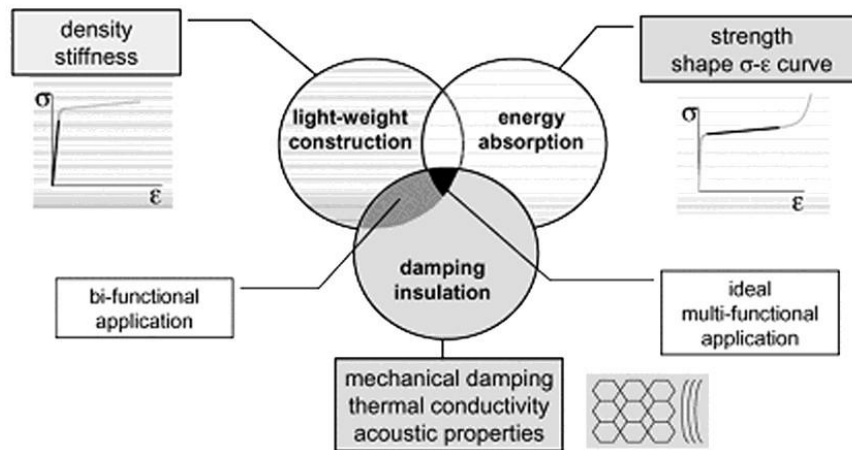 density
stiffness
σ
ε
light-weight
construction
energy
absorption
strength
shape σ-ε curve
σ
ε
damping
insulation
bi-functional
application
ideal
multi-functional
application
mechanical damping
thermal conductivity
acoustic properties